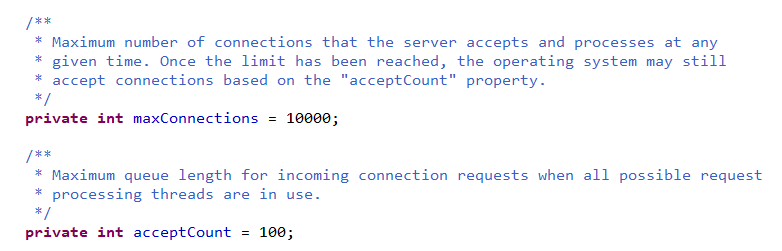 /**
 * Maximum number of connections that the server accepts and processes at any
 * given time. Once the limit has been reached, the operating system may still
 * accept connections based on the "acceptCount" property.
 */
private int maxConnections = 10000;
/**
 * Maximum queue length for incoming connection requests when all possible request
 * processing threads are in use.
 */
private int acceptCount = 100;